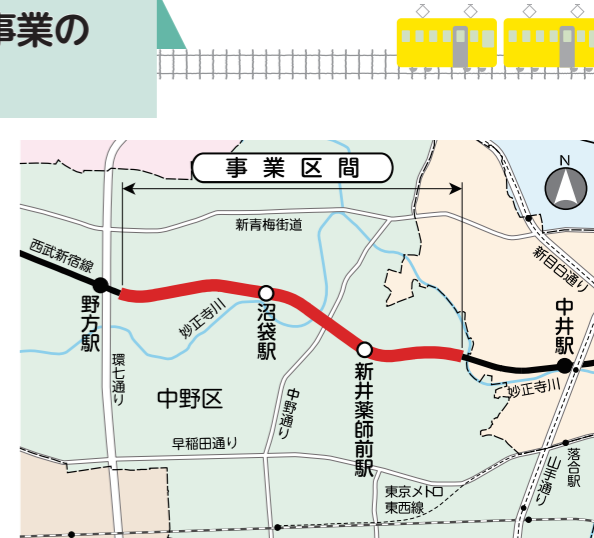 事業の
事業区間
N
新青梅街道
西武新宿線
新目白通り
野方駅
妙正寺川
沼袋駅
中井駅
環七通り
新井薬師前駅
妙正寺川
中野区
中野通り
早稲田通り
山手通り
落合駅
東京メトロ
東西線